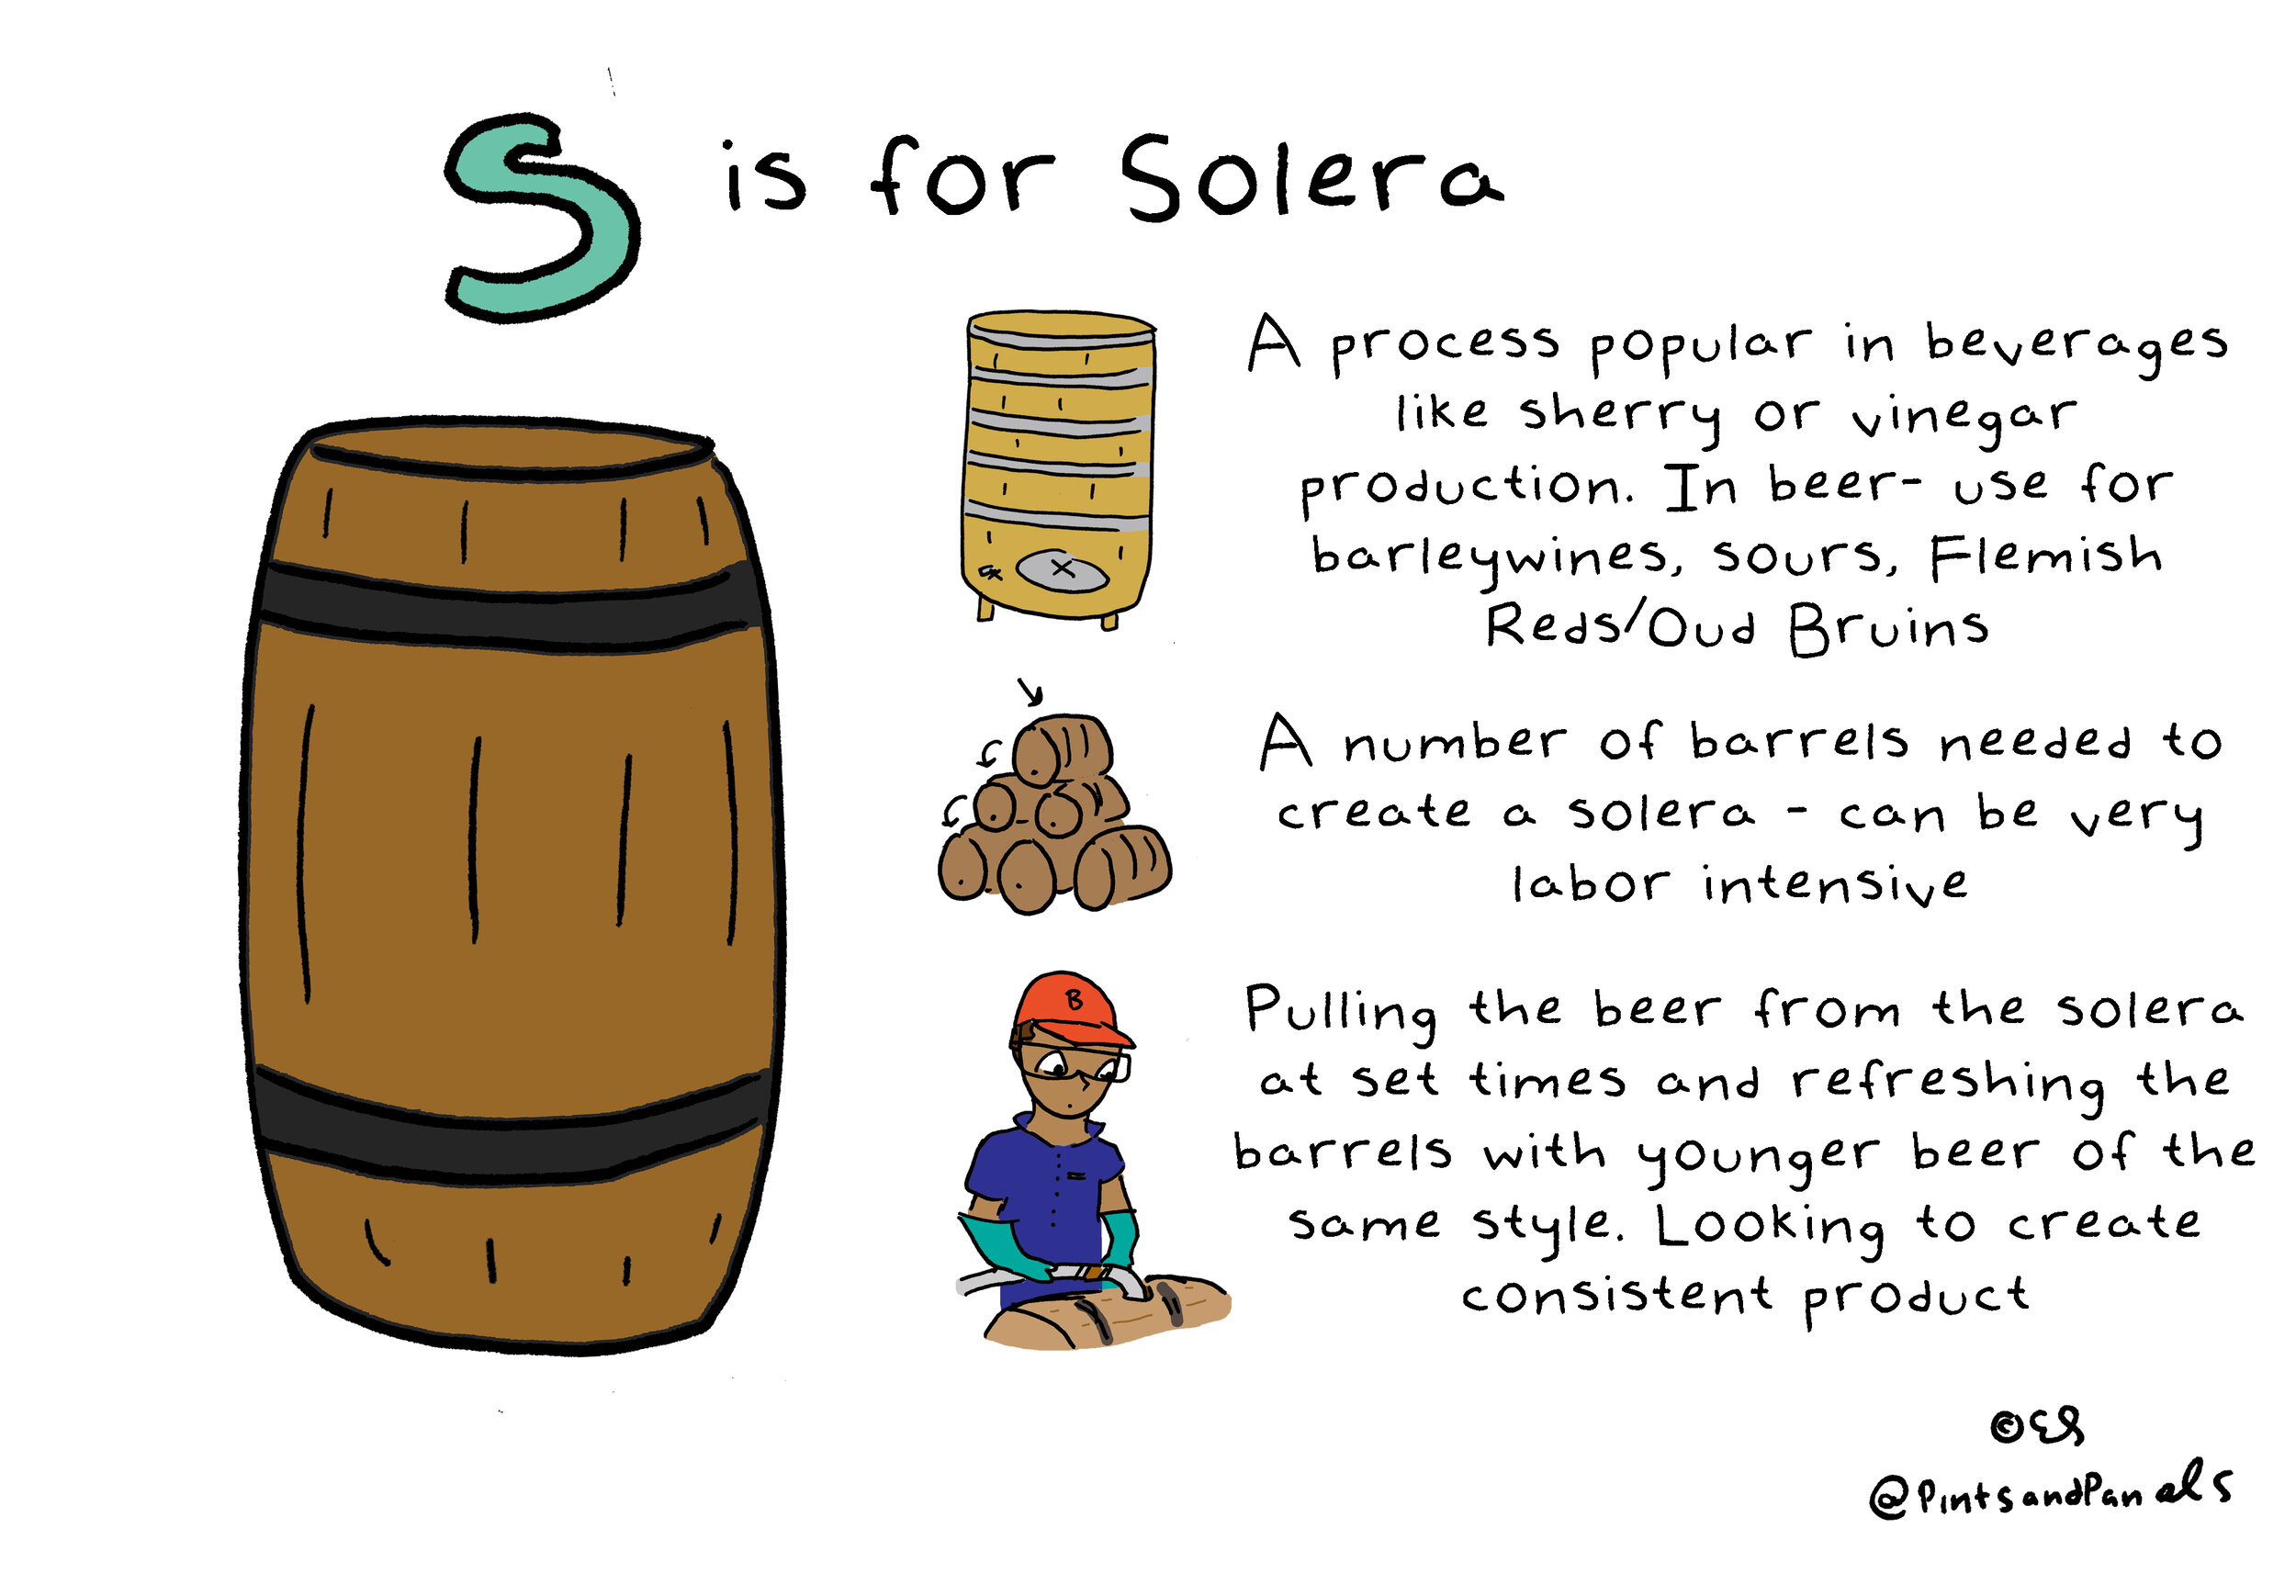 S is for Solera
A process popular in beverages
like sherry or vinegar
production. In beer- use for
barleywines, sours, Flemish
Reds/Oud Bruins
A number of barrels needed to
create a solera - can be very
labor intensive
B
Pulling the beer from the solera
at set times and refreshing the
barrels with younger beer of the
same style. Looking to create
consistent product
©ES
@PintsandPanels